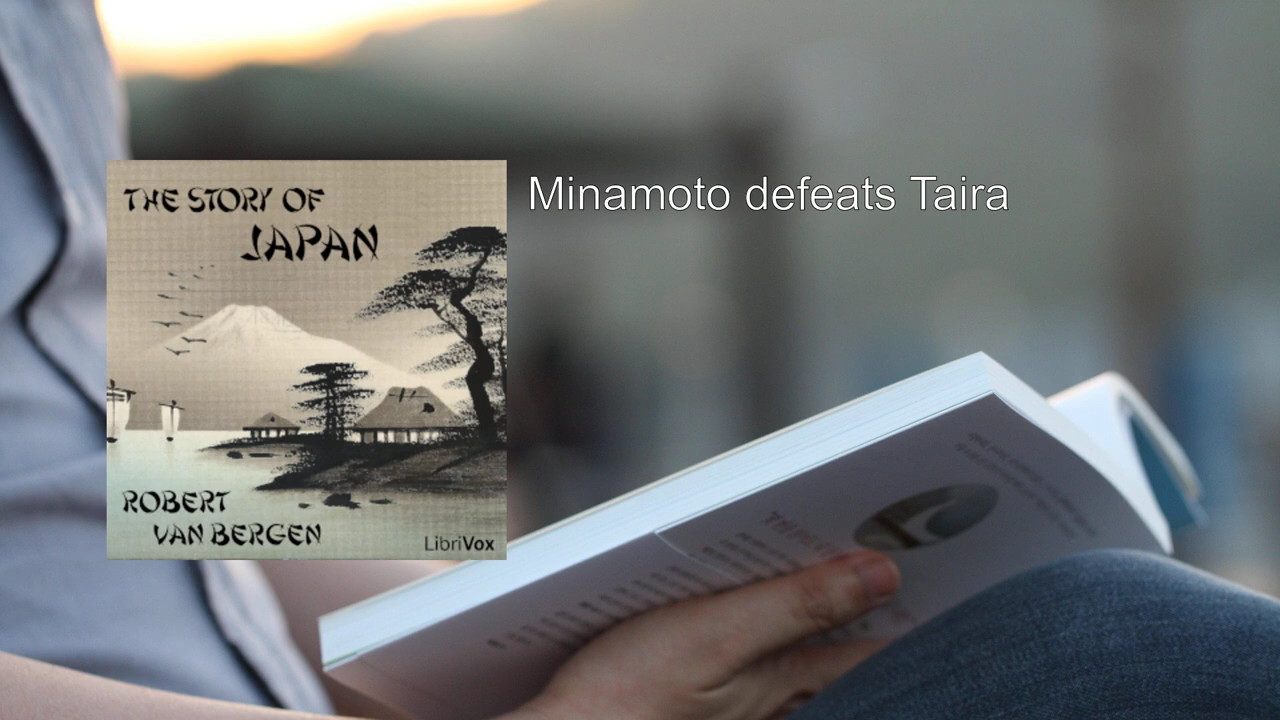 THE STORY OF
JAPAN
ROBERT
VAN BERGEN
LibriVox
Minamoto defeats Taira